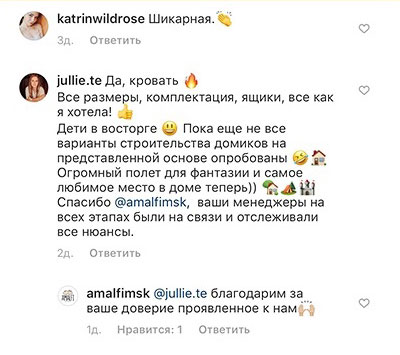 katrinwildrose Шикарная.👏
3д. Ответить
jullie.te Да, кровать 🔥
Все размеры, комплектация, ящики, все как
я хотела! 👍
Дети в восторге 😃 Пока еще не все
варианты строительства домиков на
представленной основе опробованы 🤣🏠
Огромный полет для фантазии и самое
любимое место в доме теперь)) 🏡🏕️🏰
Спасибо @amalfimsk, ваши менеджеры на
всех этапах были на связи и отслеживали
все нюансы.
2д. Ответить
amalfimsk @jullie.te благодарим за
ваше доверие проявленное к нам🙌🏻
1д. Нравится: 1 Ответить